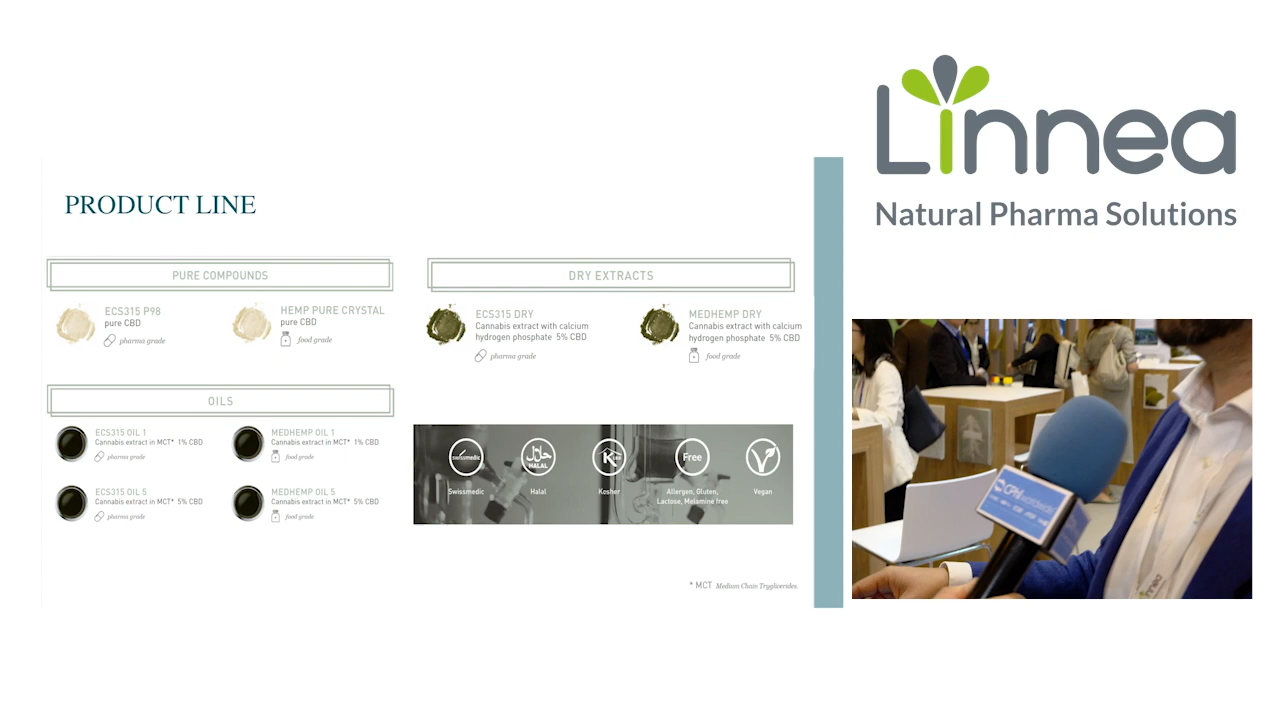 Linnea
Natural Pharma Solutions
PRODUCT LINE
PURE COMPOUNDS
ECS315 P98
pure CBD
pharma grade
HEMP PURE CRYSTAL
pure CBD
food grade
DRY EXTRACTS
ECS315 DRY
Cannabis extract with calcium
hydrogen phosphate 5% CBD
pharma grade
MEDHEMP DRY
Cannabis extract with calcium
hydrogen phosphate 5% CBD
food grade
OILS
ECS315 OIL 1
Cannabis extract in MCT* 1% CBD
pharma grade
MEDHEMP OIL 1
Cannabis extract in MCT* 1% CBD
food grade
ECS315 OIL 5
Cannabis extract in MCT* 5% CBD
pharma grade
MEDHEMP OIL 5
Cannabis extract in MCT* 5% CBD
food grade
swissmedic
حلال
HALAL
K
Free
V
Swissmedic
Halal
Kosher
Allergen, Gluten,
Lactose, Melamine free
Vegan
* MCT Medium Chain Tryglicerides
CPhI worldwide
Linnea